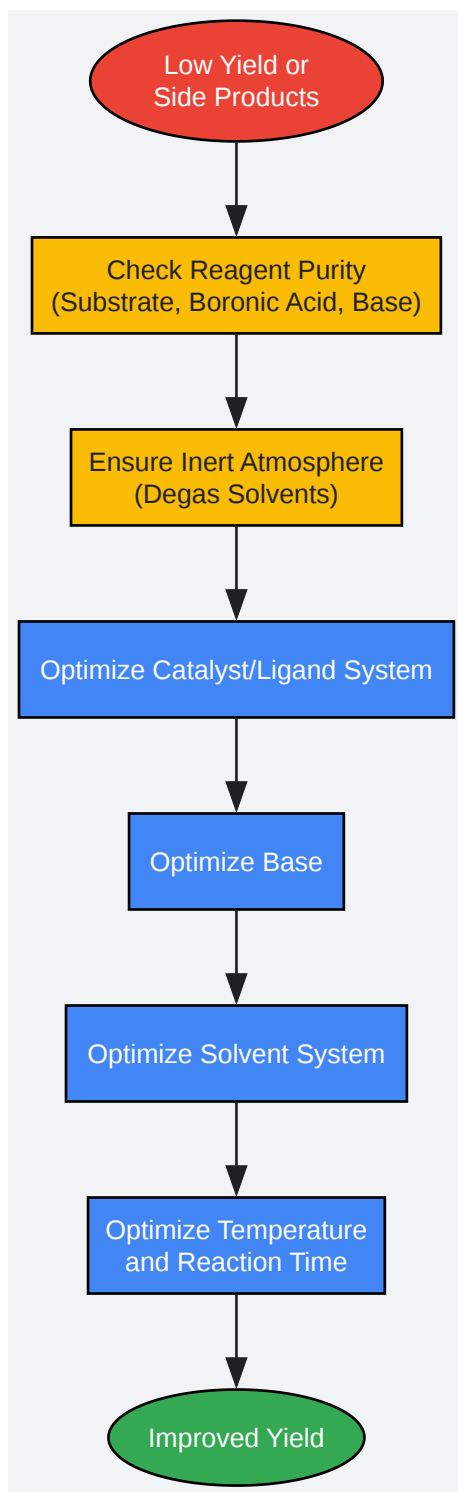 Low Yield or
Side Products
Check Reagent Purity
(Substrate, Boronic Acid, Base)
Ensure Inert Atmosphere
(Degas Solvents)
Optimize Catalyst/Ligand System
Optimize Base
Optimize Solvent System
Optimize Temperature
and Reaction Time
Improved Yield